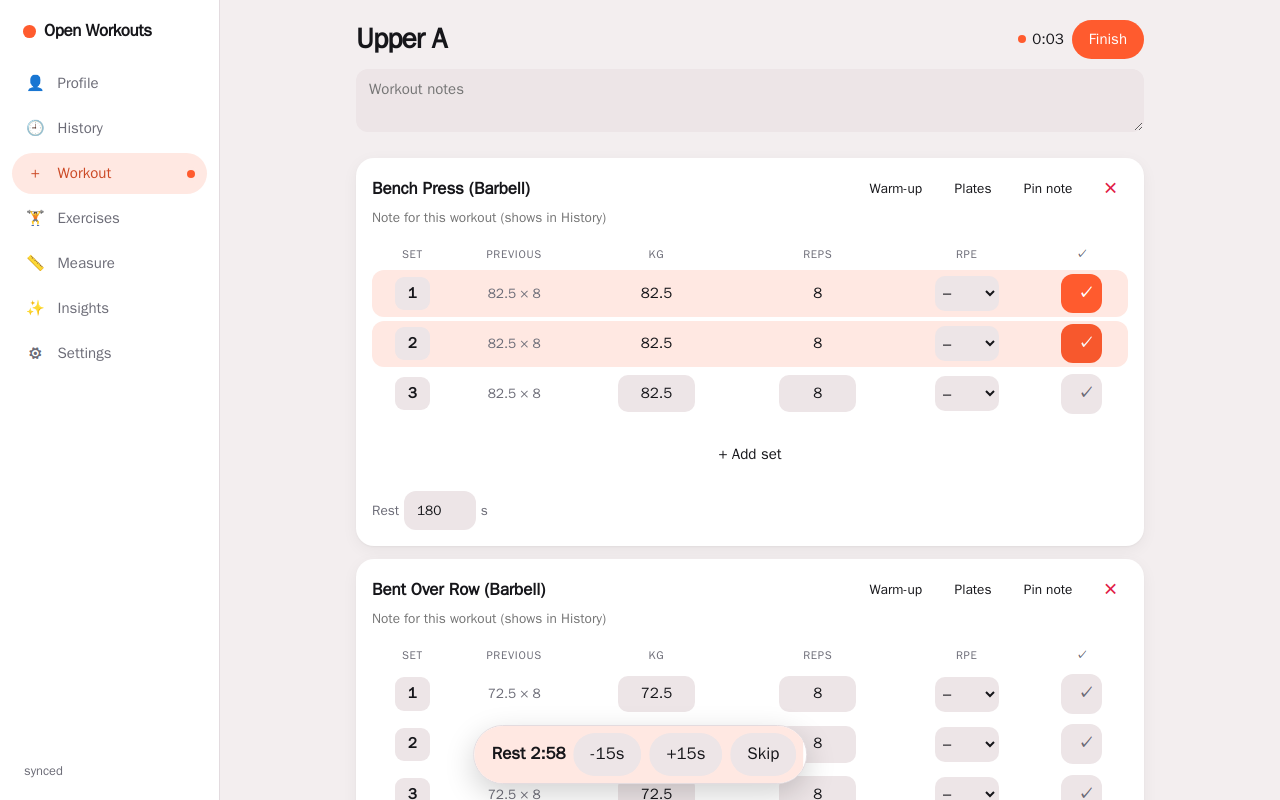 Open Workouts
Profile
History
+ Workout
Exercises
Measure
Insights
Settings
synced
Upper A
0:03 Finish
Workout notes
Bench Press (Barbell) Warm-up Plates Pin note ✕
Note for this workout (shows in History)
SET PREVIOUS KG REPS RPE ✓
1 82.5 × 8 82.5 8 – ✓
2 82.5 × 8 82.5 8 – ✓
3 82.5 × 8 82.5 8 – ✓
+ Add set
Rest 180 s
Bent Over Row (Barbell) Warm-up Plates Pin note ✕
Note for this workout (shows in History)
SET PREVIOUS KG REPS RPE ✓
1 72.5 × 8 72.5 8 – ✓
2 8 – ✓
Rest 2:58 -15s +15s Skip
3 72.5 × 8 72.5 8 – ✓